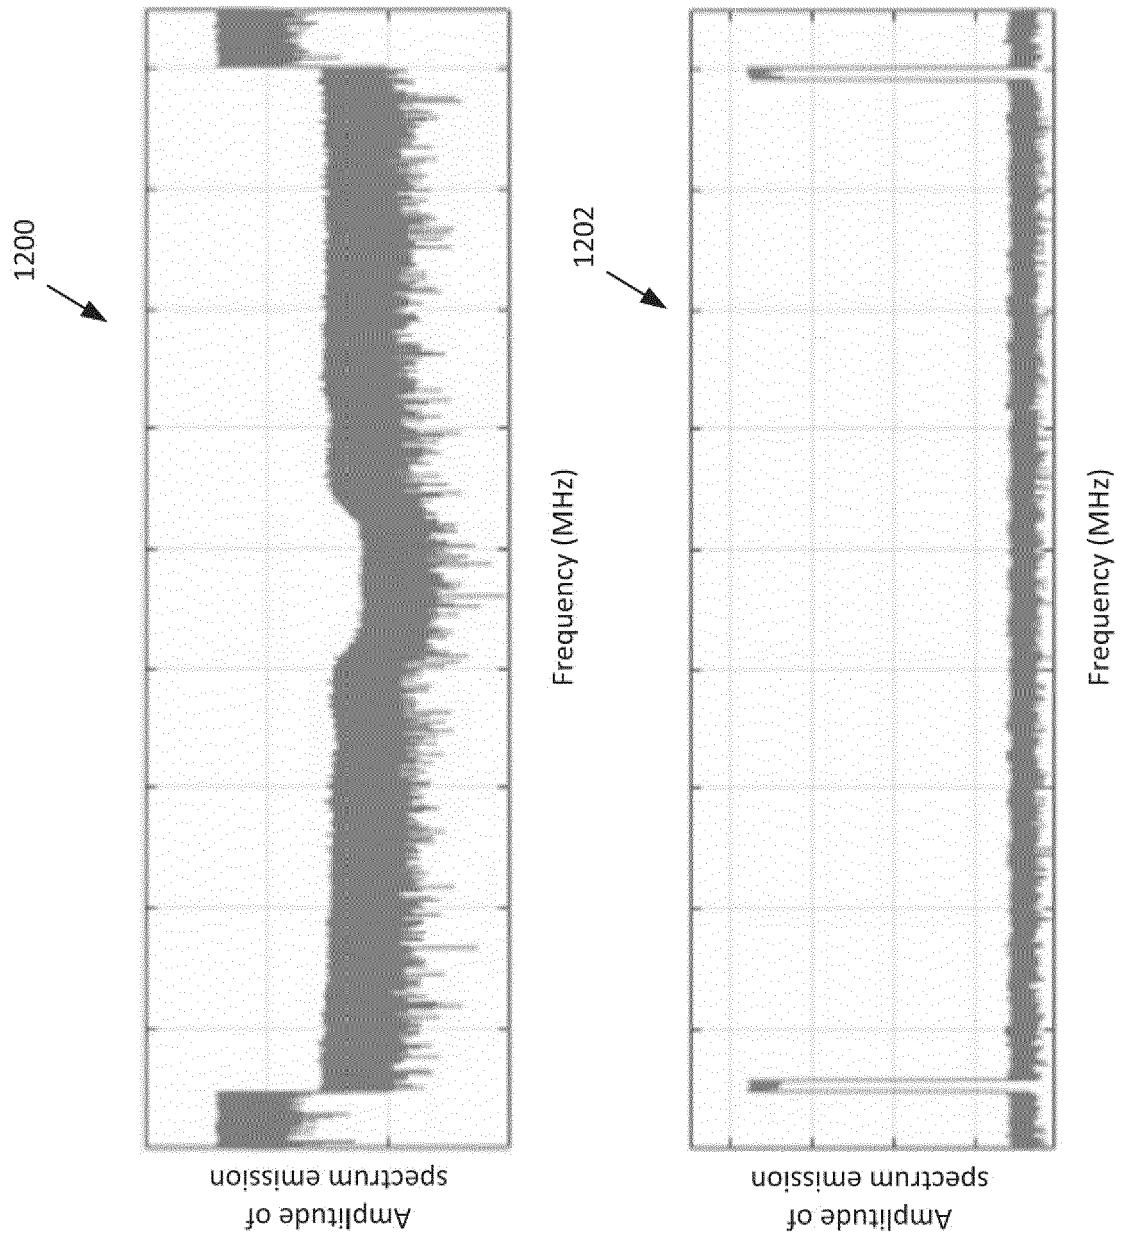 1200
Amplitude of
spectrum emission
Frequency (MHz)
1202
Amplitude of
spectrum emission
Frequency (MHz)